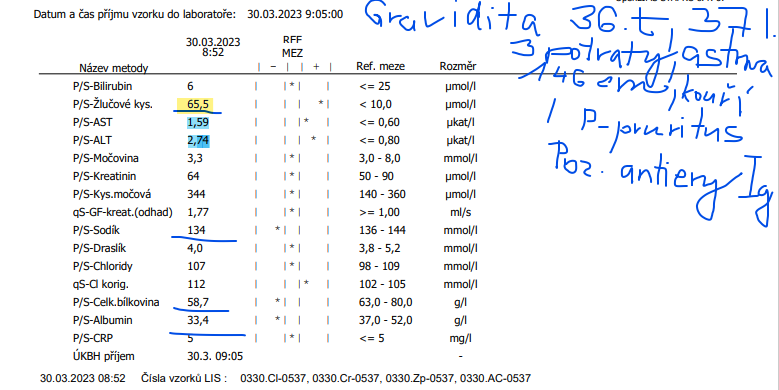 Datum a čas příjmu vzorku do laboratoře: 30.03.2023 9:05:00
Gravidita 36.t, 37 l.
3 potraty, astma
146 cm, kouří
P-pruritus
Poz. antiery Ig
30.03.2023 RFF
8:52 MEZ
Název metody | − | | + | Ref. meze Rozměr
P/S-Bilirubin 6 | |*| | <= 25 µmol/l
P/S-Žlučové kys. 65,5 | | | | *| < 10,0 µmol/l
P/S-AST 1,59 | | | |* | <= 0,60 µkat/l
P/S-ALT 2,74 | | | | * | <= 0,80 µkat/l
P/S-Močovina 3,3 | |*| | 3,0 - 8,0 mmol/l
P/S-Kreatinin 64 | |*| | 50 - 90 µmol/l
P/S-Kys.močová 344 | |*| | 140 - 360 µmol/l
qS-GF-kreat.(odhad) 1,77 | |*| | >= 1,00 ml/s
P/S-Sodík 134 | *| | | 136 - 144 mmol/l
P/S-Draslík 4,0 | |*| | 3,8 - 5,2 mmol/l
P/S-Chloridy 107 | |*| | 98 - 109 mmol/l
qS-Cl korig. 112 | | | |* | 102 - 105 mmol/l
P/S-Celk.bílkovina 58,7 | *| | | 63,0 - 80,0 g/l
P/S-Albumin 33,4 | *| | | 37,0 - 52,0 g/l
P/S-CRP 5 | |*| | <= 5 mg/l
ÚKBH příjem 30.3. 09:05 -
30.03.2023 08:52 Čísla vzorků LIS : 0330.Cl-0537, 0330.Cr-0537, 0330.Zp-0537, 0330.AC-0537